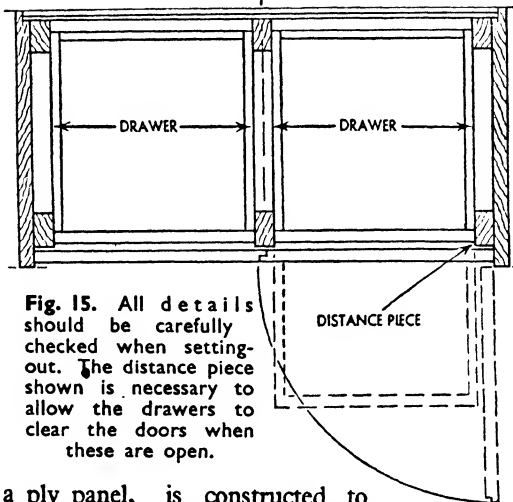 DRAWER
DRAWER
DISTANCE PIECE
Fig. 15. All details
should be carefully
checked when setting-
out. The distance piece
shown is necessary to
allow the drawers to
clear the doors when
these are open.
a ply panel, is constructed to